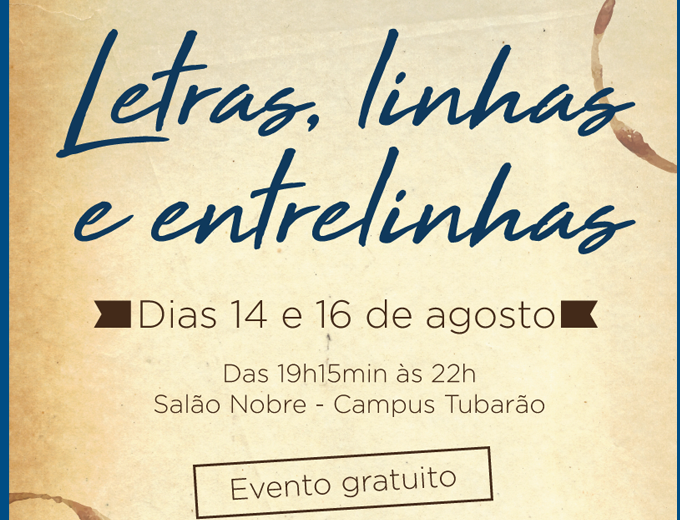 Letras, linhas
e entrelinhas
Dias 14 e 16 de agosto
Das 19h15min às 22h
Salão Nobre - Campus Tubarão
Evento gratuito